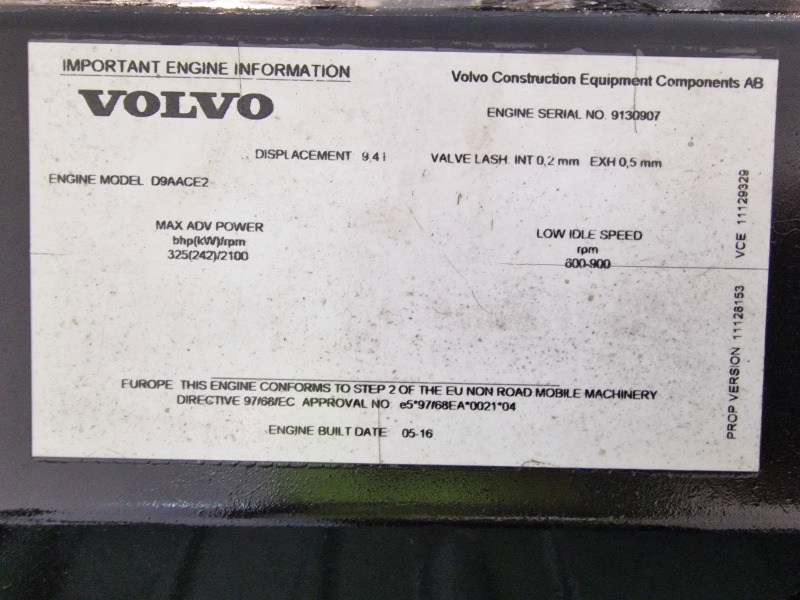 IMPORTANT ENGINE INFORMATION
Volvo Construction Equipment Components AB
VOLVO
ENGINE SERIAL NO. 9130907
DISPLACEMENT 9,4 l VALVE LASH. INT 0,2 mm EXH 0,5 mm
ENGINE MODEL D9AACE2
MAX ADV POWER
bhp(kW)/rpm
325(242)/2100
LOW IDLE SPEED
rpm
600-900
EUROPE THIS ENGINE CONFORMS TO STEP 2 OF THE EU NON ROAD MOBILE MACHINERY
DIRECTIVE 97/68/EC APPROVAL NO e5*97/68EA*0021*04
ENGINE BUILT DATE 05-16
PROP VERSION 11128153 VCE 11129329